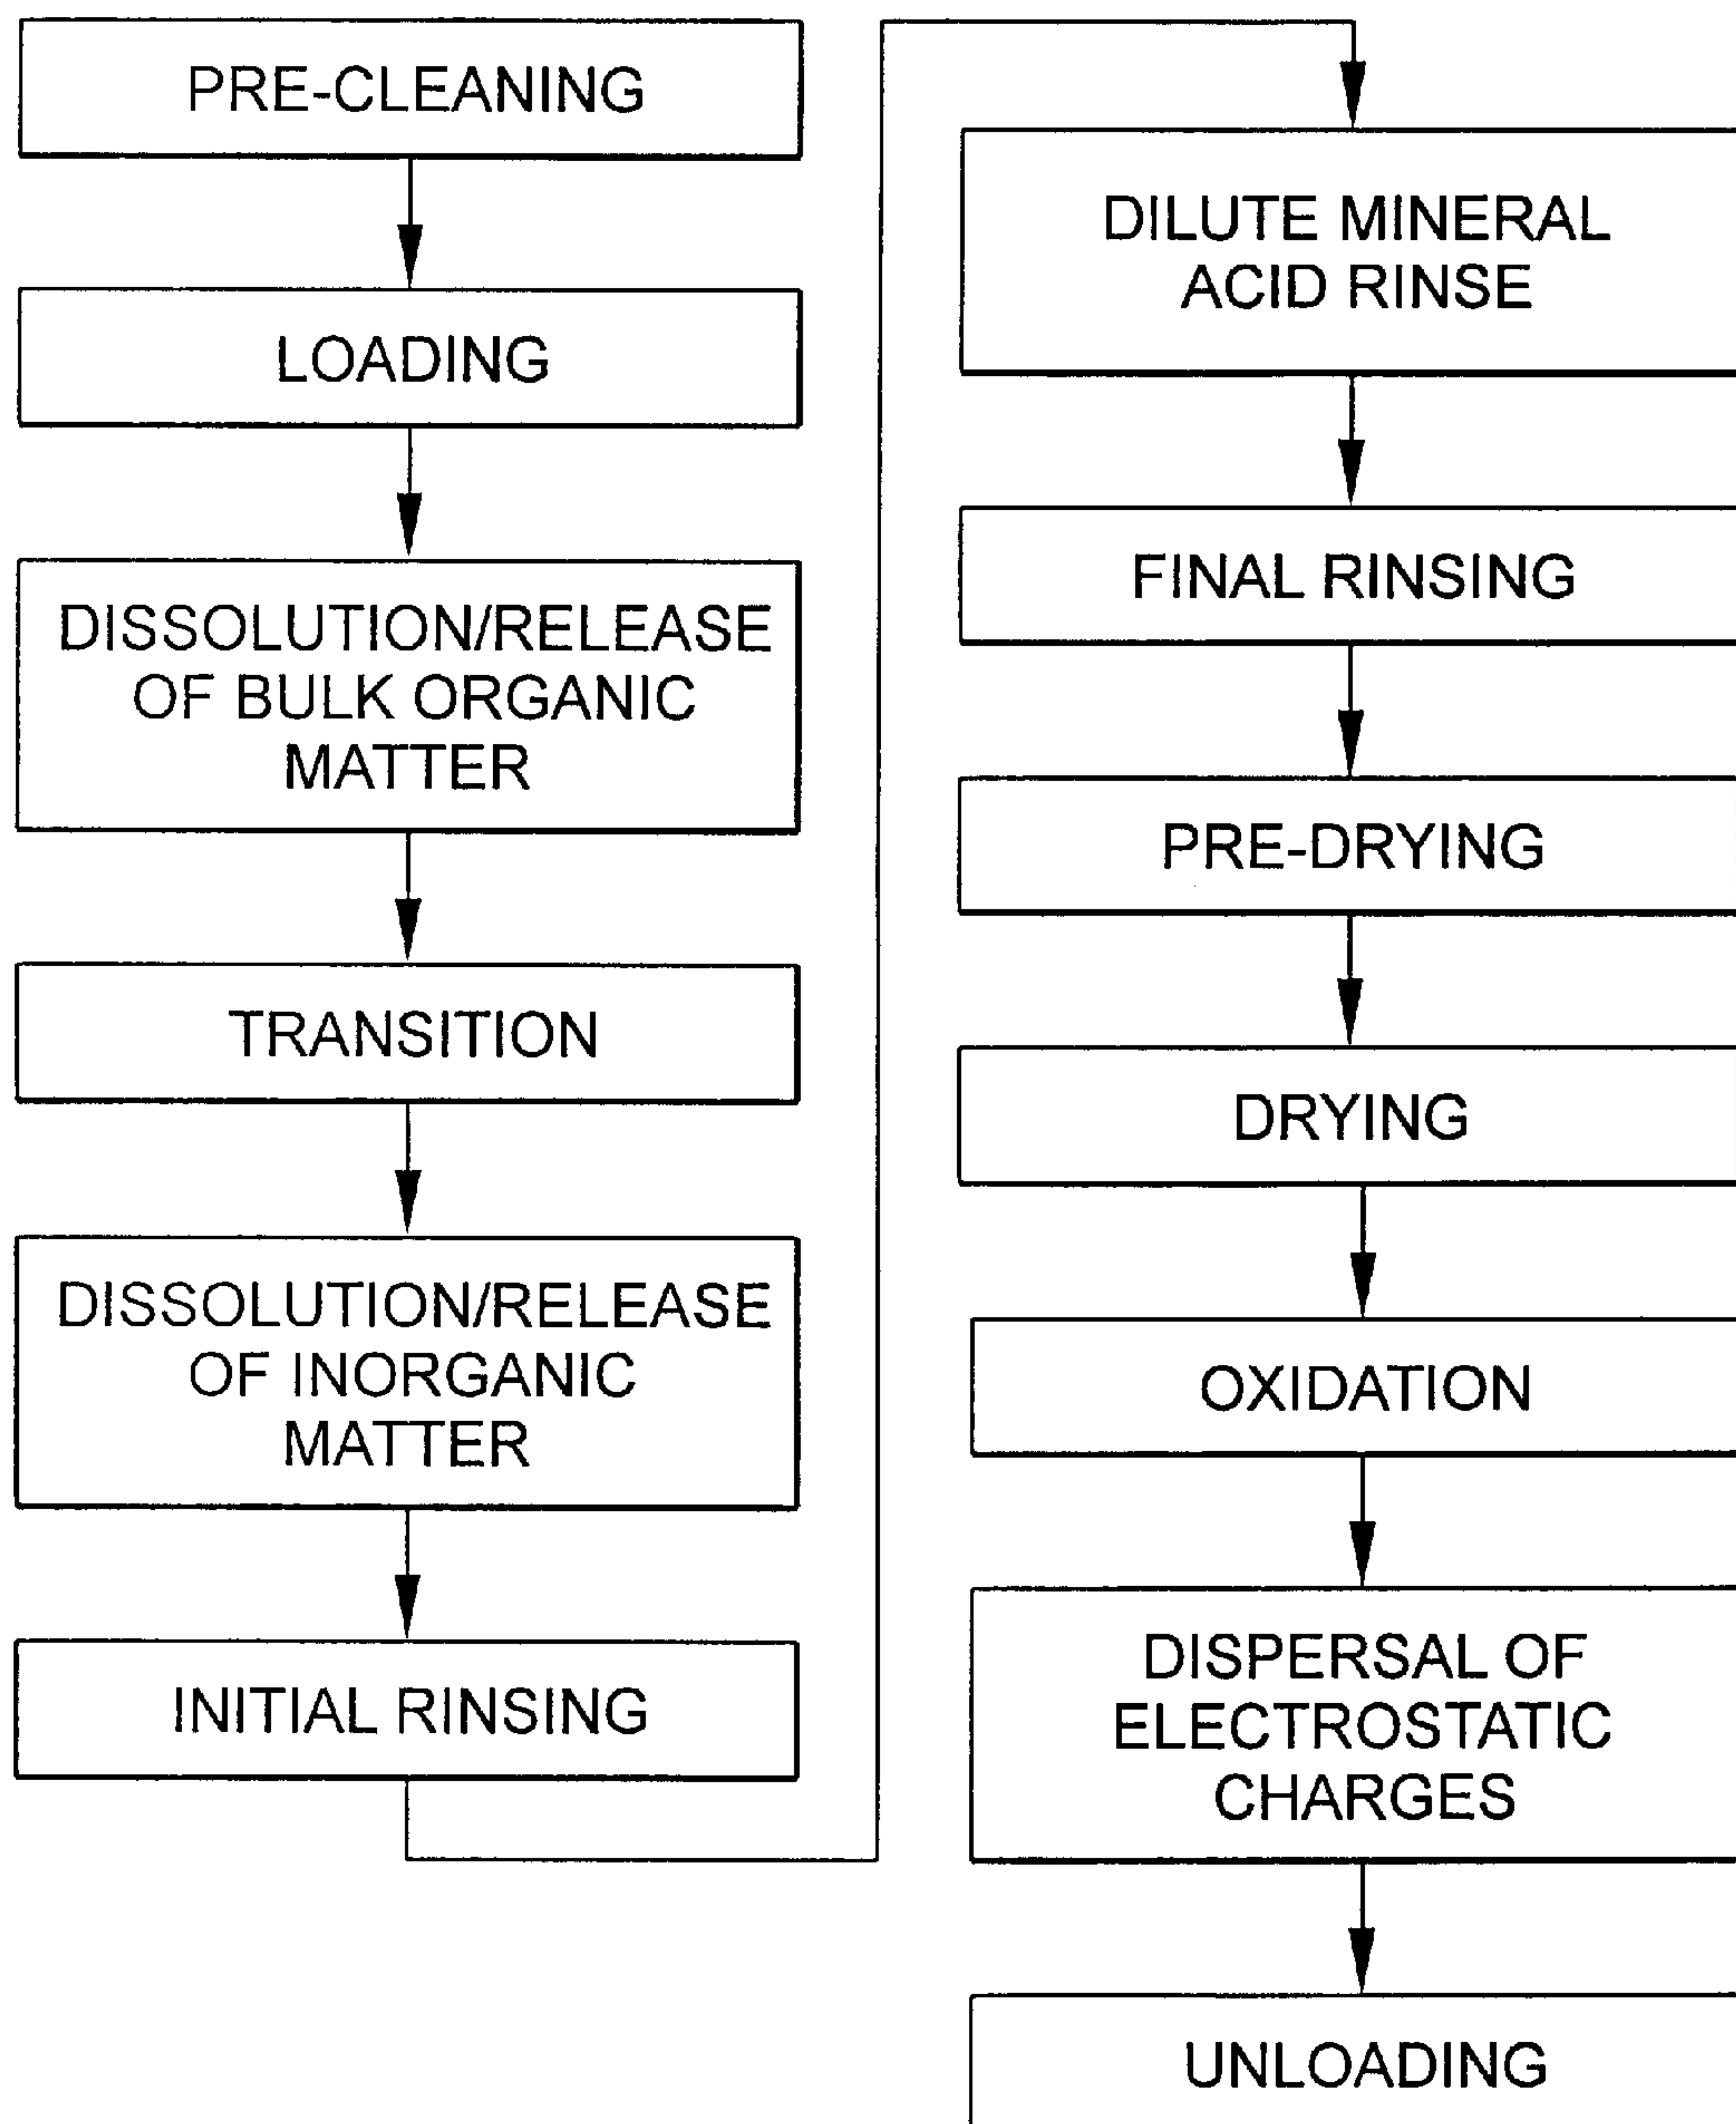 PRE-CLEANING
LOADING
DISSOLUTION/RELEASE
OF BULK ORGANIC
MATTER
TRANSITION
DISSOLUTION/RELEASE
OF INORGANIC
MATTER
INITIAL RINSING
DILUTE MINERAL
ACID RINSE
FINAL RINSING
PRE-DRYING
DRYING
OXIDATION
DISPERSAL OF
ELECTROSTATIC
CHARGES
UNLOADING